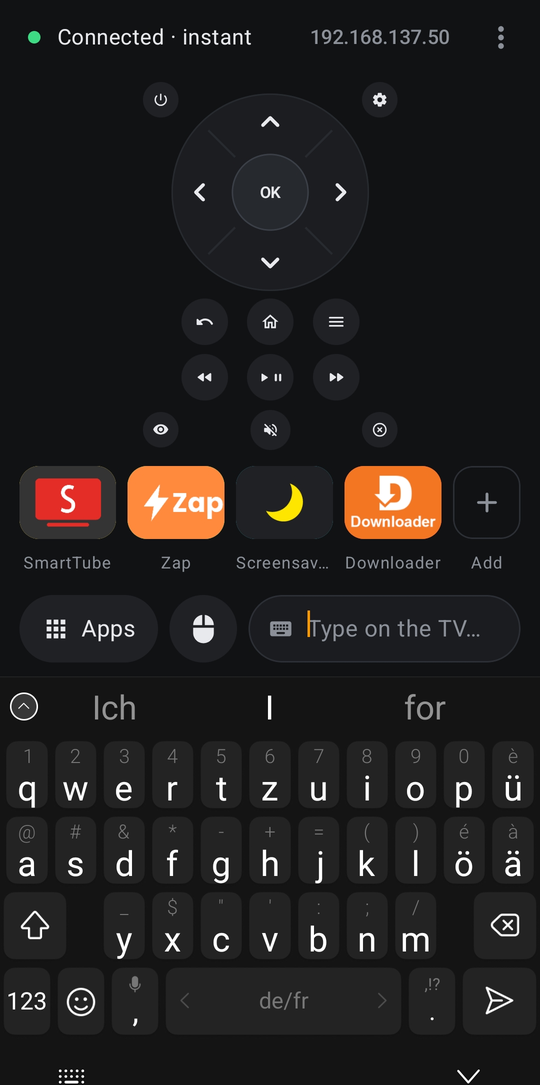 Connected · instant 192.168.137.50
OK
S Zap Downloader
SmartTube Zap Screensav... Downloader Add
Apps Type on the TV...
Ich I for
1 2 3 4 5 6 7 8 9 0 è
q w e r t z u i o p ü
@ # & * - + = ( ) é à
a s d f g h j k l ö ä
_ $ " ' : ; /
y x c v b n m
123 , de/fr ,!? .